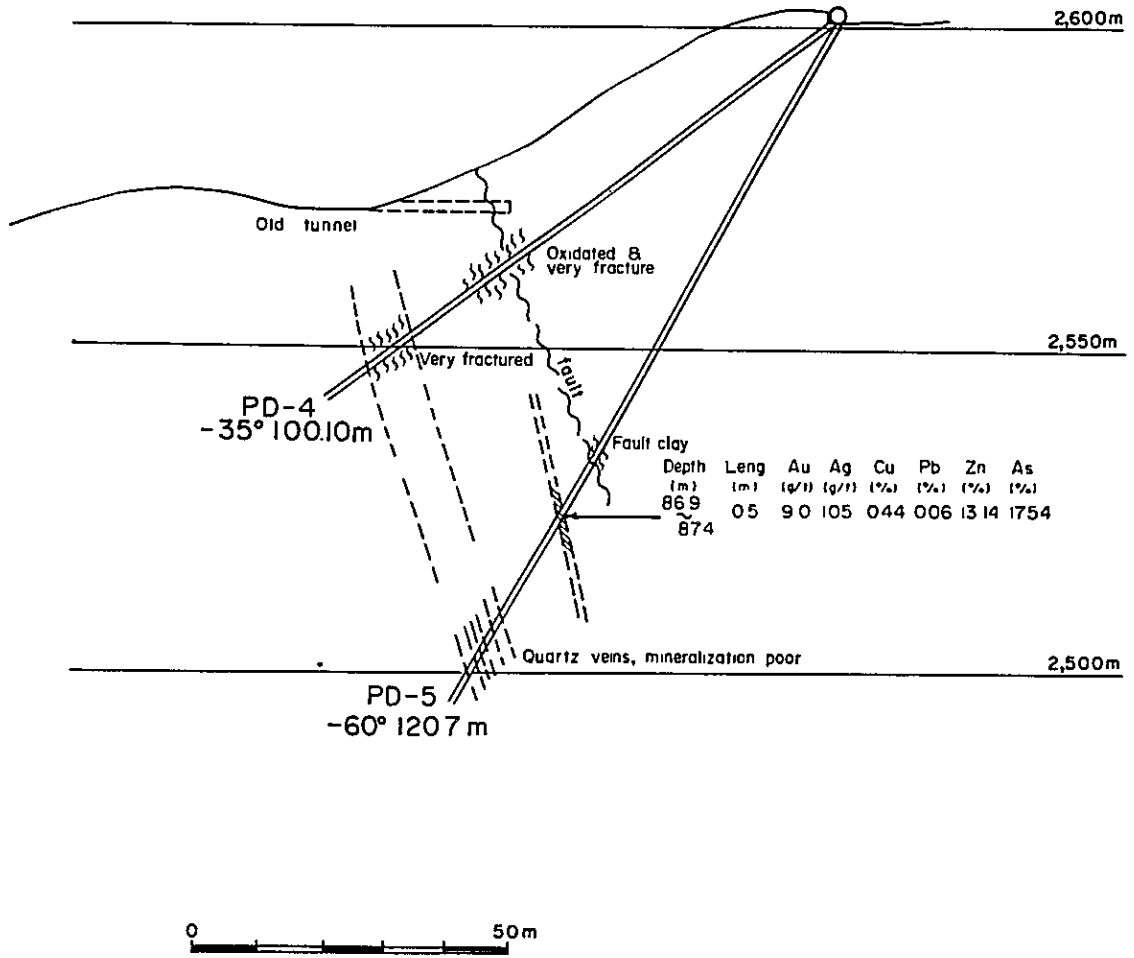 2,600m
Old tunnel
Oxidated &
very fracture
2,550m
Very fractured
fault
PD-4
-35° 100.10m
Fault clay
Depth Leng Au Ag Cu Pb Zn As
(m) (m) (g/t) (g/t) (%) (%) (%) (%)
86 9 0 5 9 0 105 0 44 0 06 13 14 17 54
~
87 4
Quartz veins, mineralization poor
2,500m
PD-5
-60° 120 7 m
0 50m